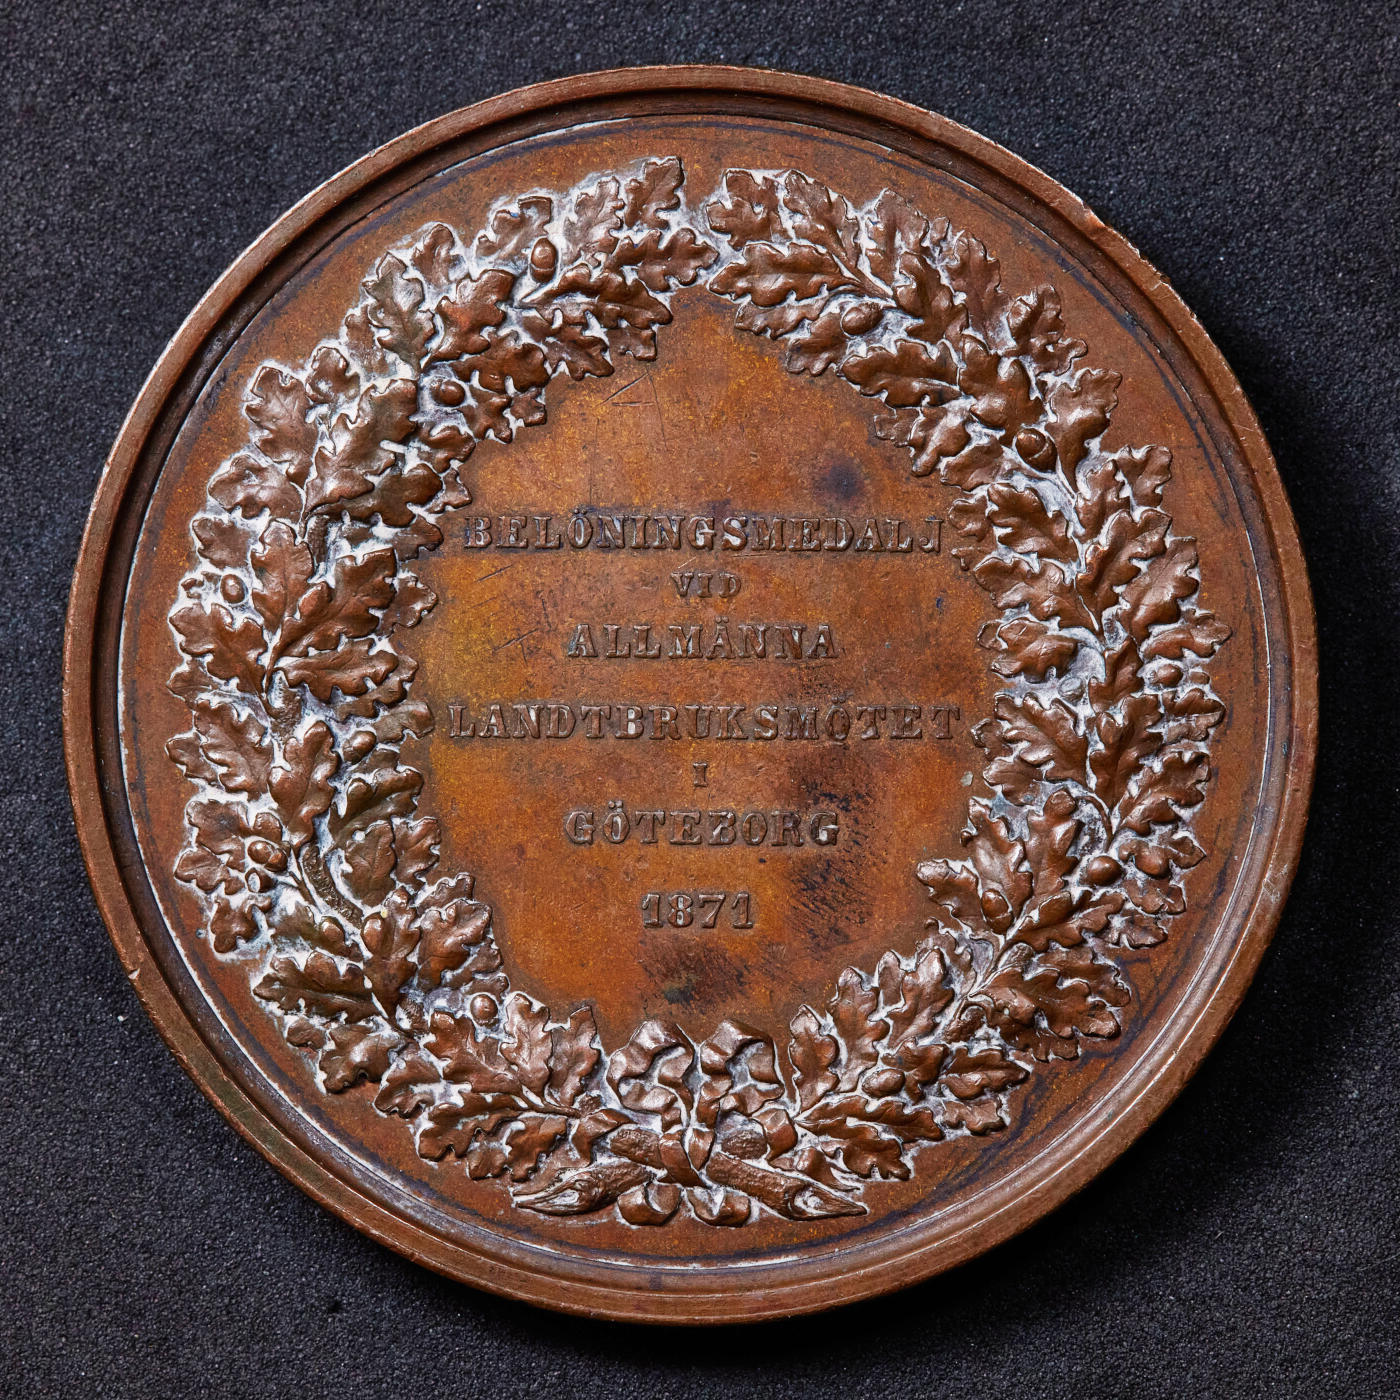 BELÖNINGSMEDALJ
VID
ALLMÄNNA
LANDTBRUKSMÖTET
I
GÖTEBORG
1871